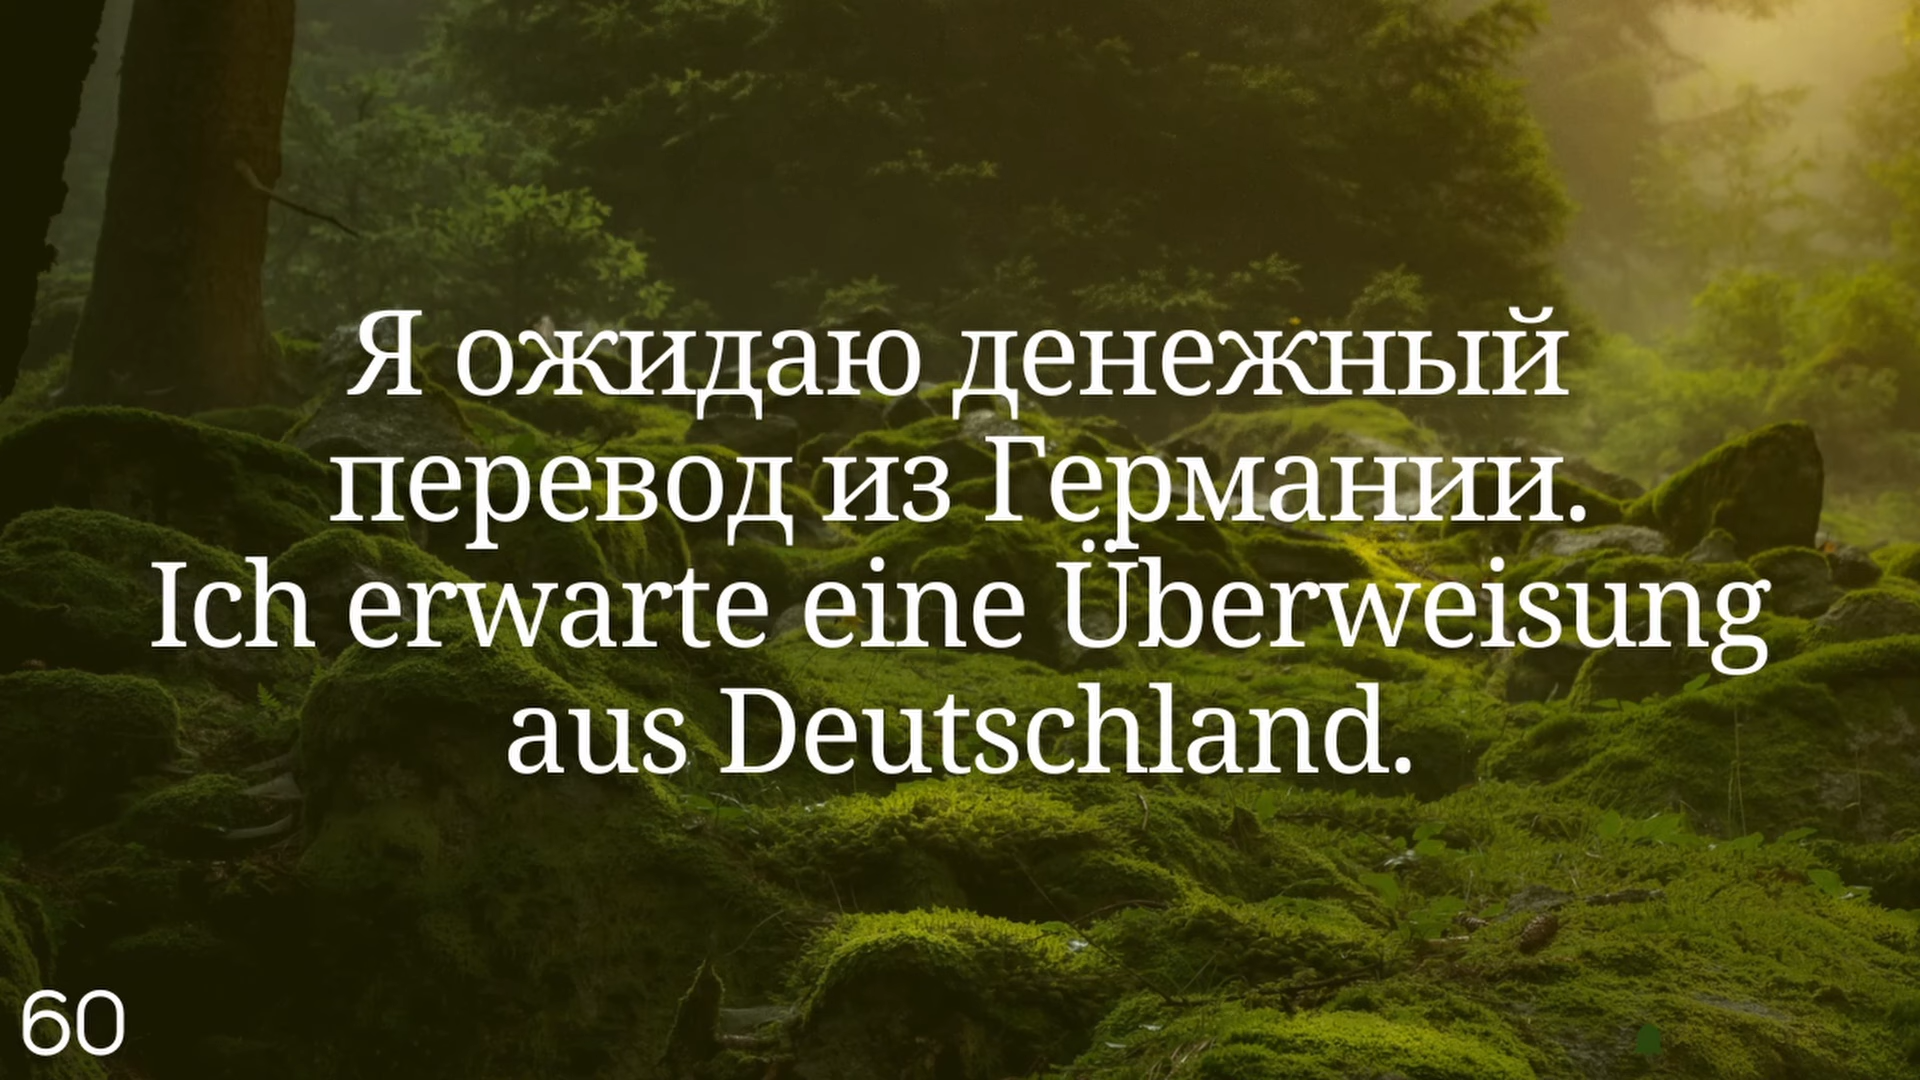 Я ожидаю денежный
перевод из Германии.
Ich erwarte eine Überweisung
aus Deutschland.
60